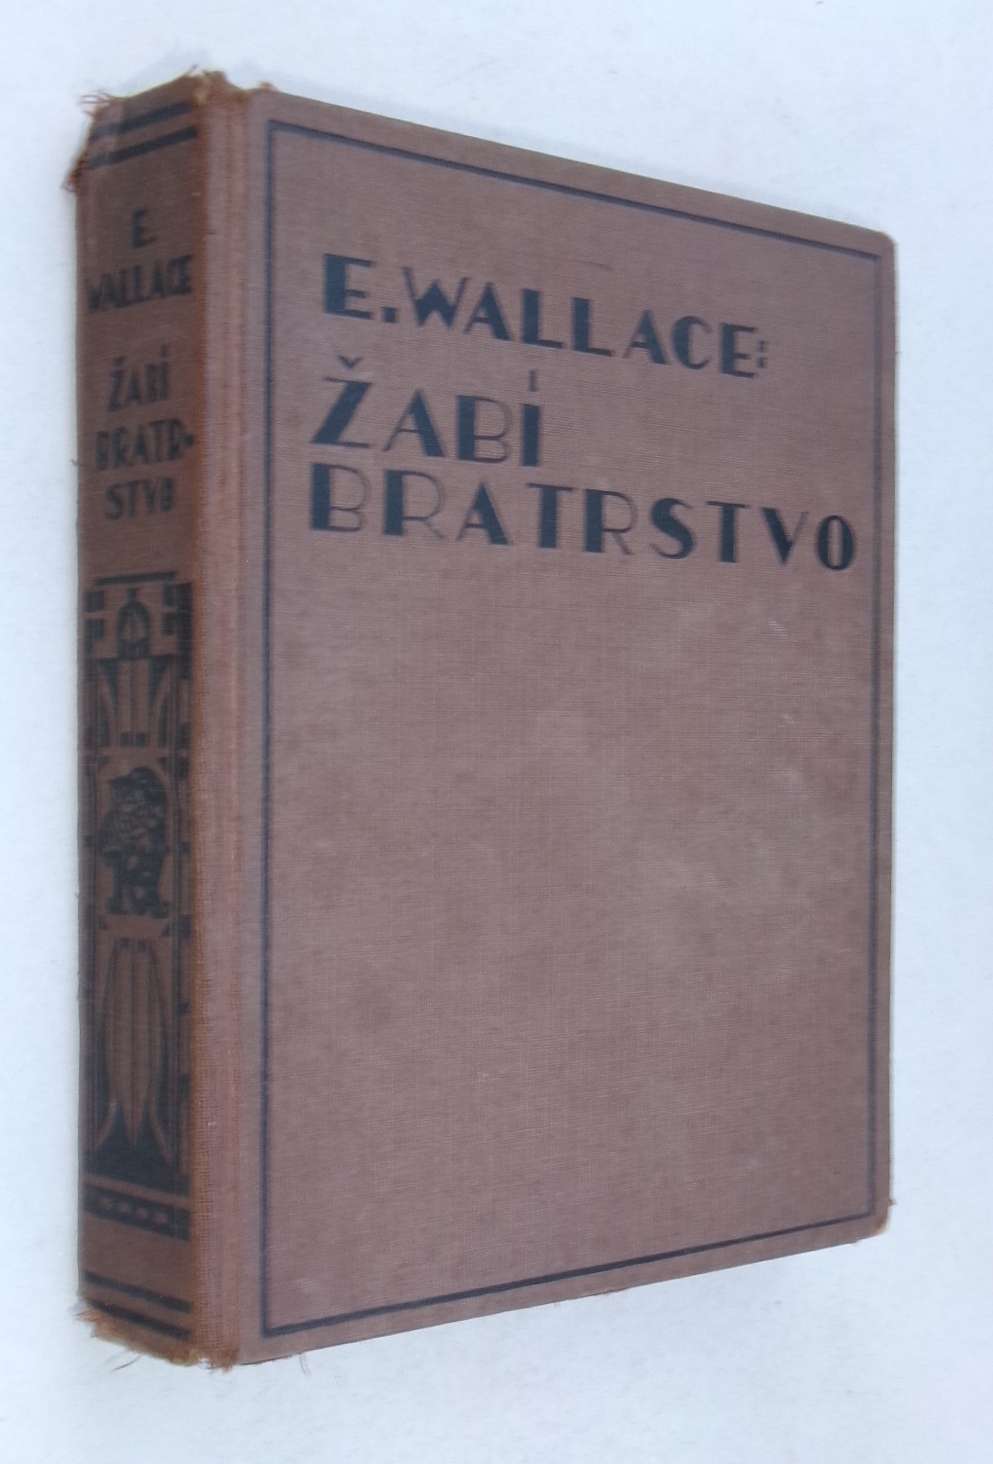 E
WALLACE
ŽABÍ
BRATR-
STVO
E. WALLACE:
ŽABÍ
BRATRSTVO